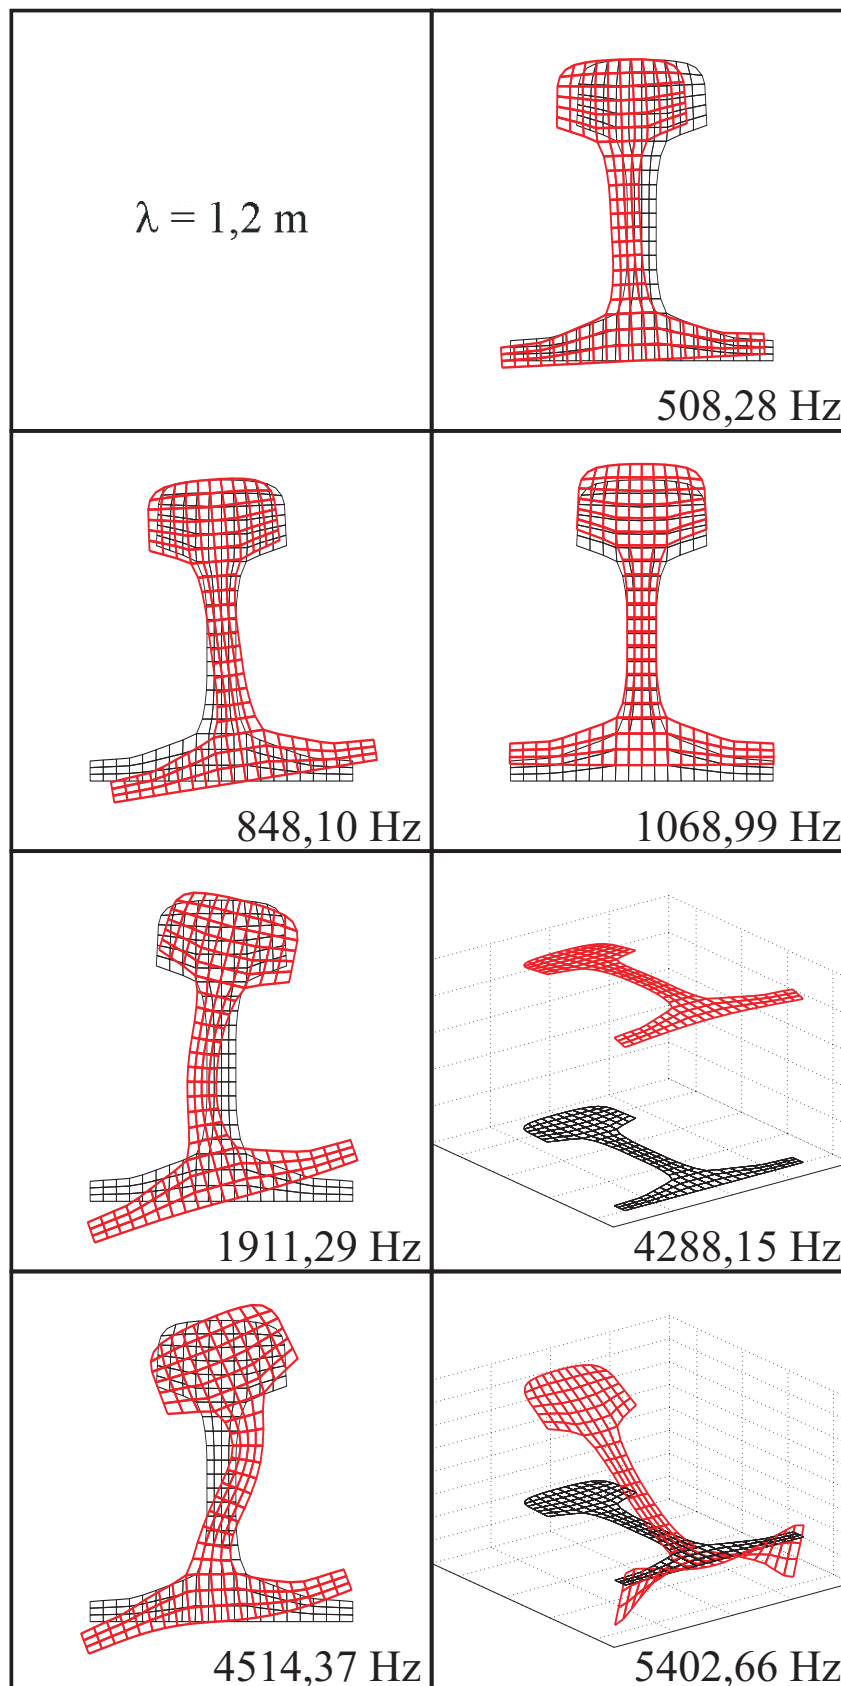 λ = 1,2 m
508,28 Hz
848,10 Hz
1068,99 Hz
1911,29 Hz
4288,15 Hz
4514,37 Hz
5402,66 Hz